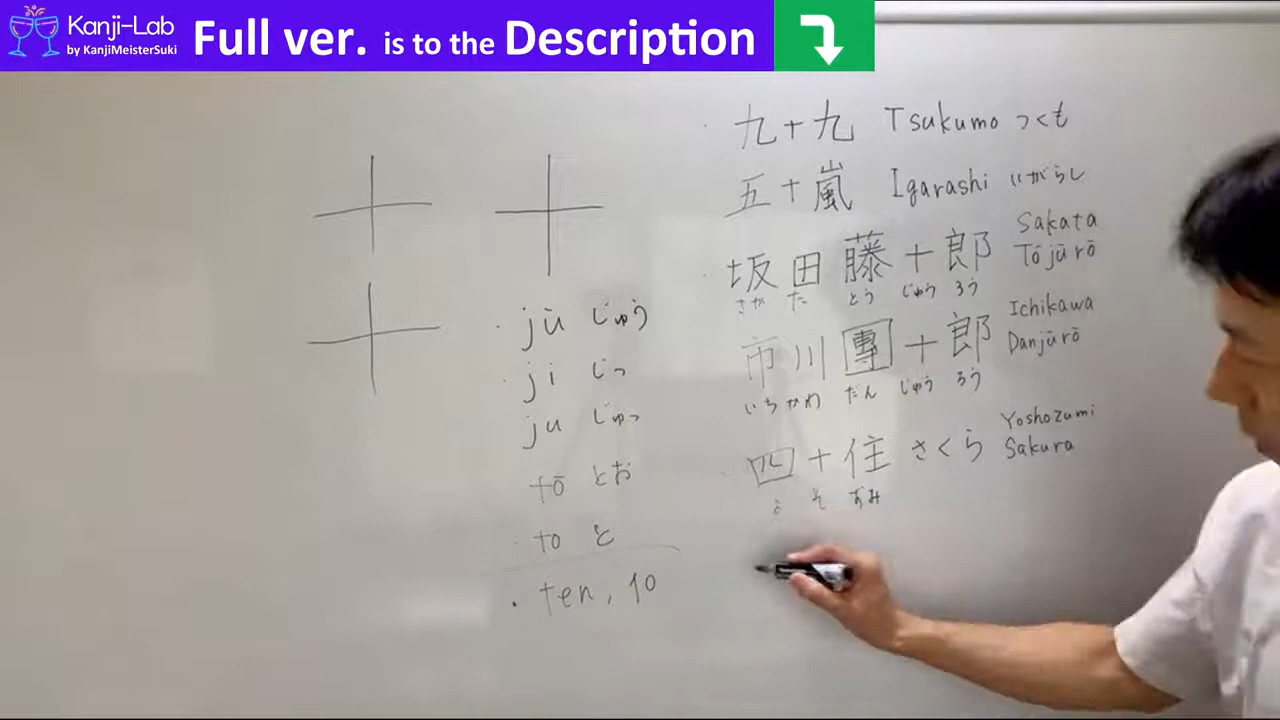 Kanji-Lab
by KanjiMeisterSuki
Full ver. is to the Description
十 十
十
・jū じゅう
・ji じっ
ju じゅっ
tō とお
・to と
・ten, 10
・九十九 Tsukumo つくも
五十嵐 Igarashi いがらし
・坂田藤十郎 Sakata Tōjūrō
さか た とう じゅう ろう
市川團十郎 Ichikawa Danjūrō
いち かわ だん じゅう ろう
四十住さくら Yoshozumi Sakura
よ そ ずみ